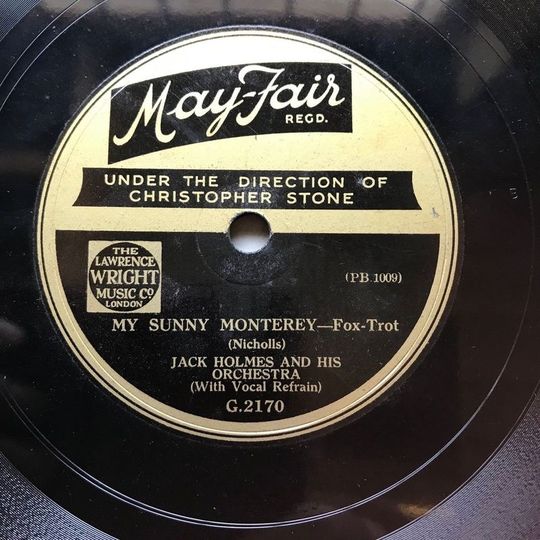 May-Fair
REGD.
UNDER THE DIRECTION OF
CHRISTOPHER STONE
THE
LAWRENCE
WRIGHT
MUSIC Co
LONDON
(PB.1009)
MY SUNNY MONTEREY—Fox-Trot
(Nicholls)
JACK HOLMES AND HIS
ORCHESTRA
(With Vocal Refrain)
G.2170